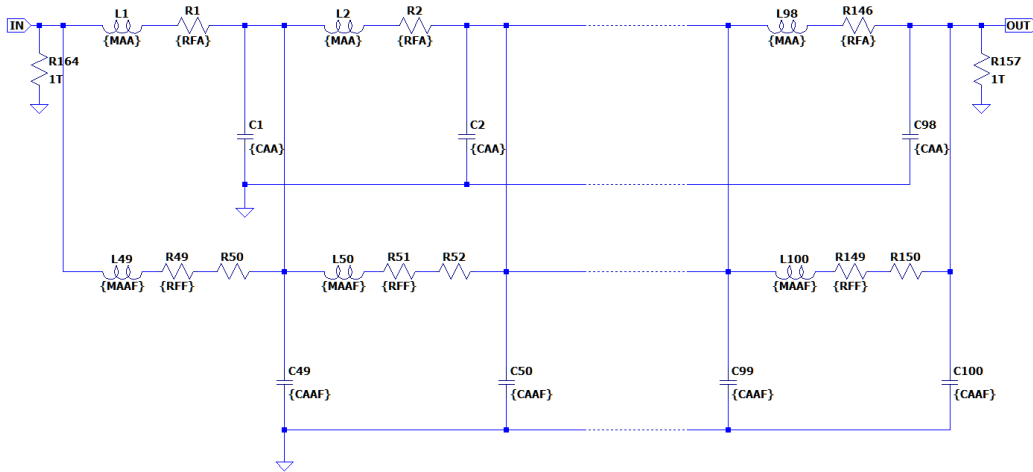 IN
L1
{MAA}
R1
{RFA}
L2
{MAA}
R2
{RFA}
L98
{MAA}
R146
{RFA}
OUT
R164
1T
R157
1T
C1
{CAA}
C2
{CAA}
C98
{CAA}
L49
{MAAF}
R49
{RFF}
R50
L50
{MAAF}
R51
{RFF}
R52
L100
{MAAF}
R149
{RFF}
R150
C49
{CAAF}
C50
{CAAF}
C99
{CAAF}
C100
{CAAF}